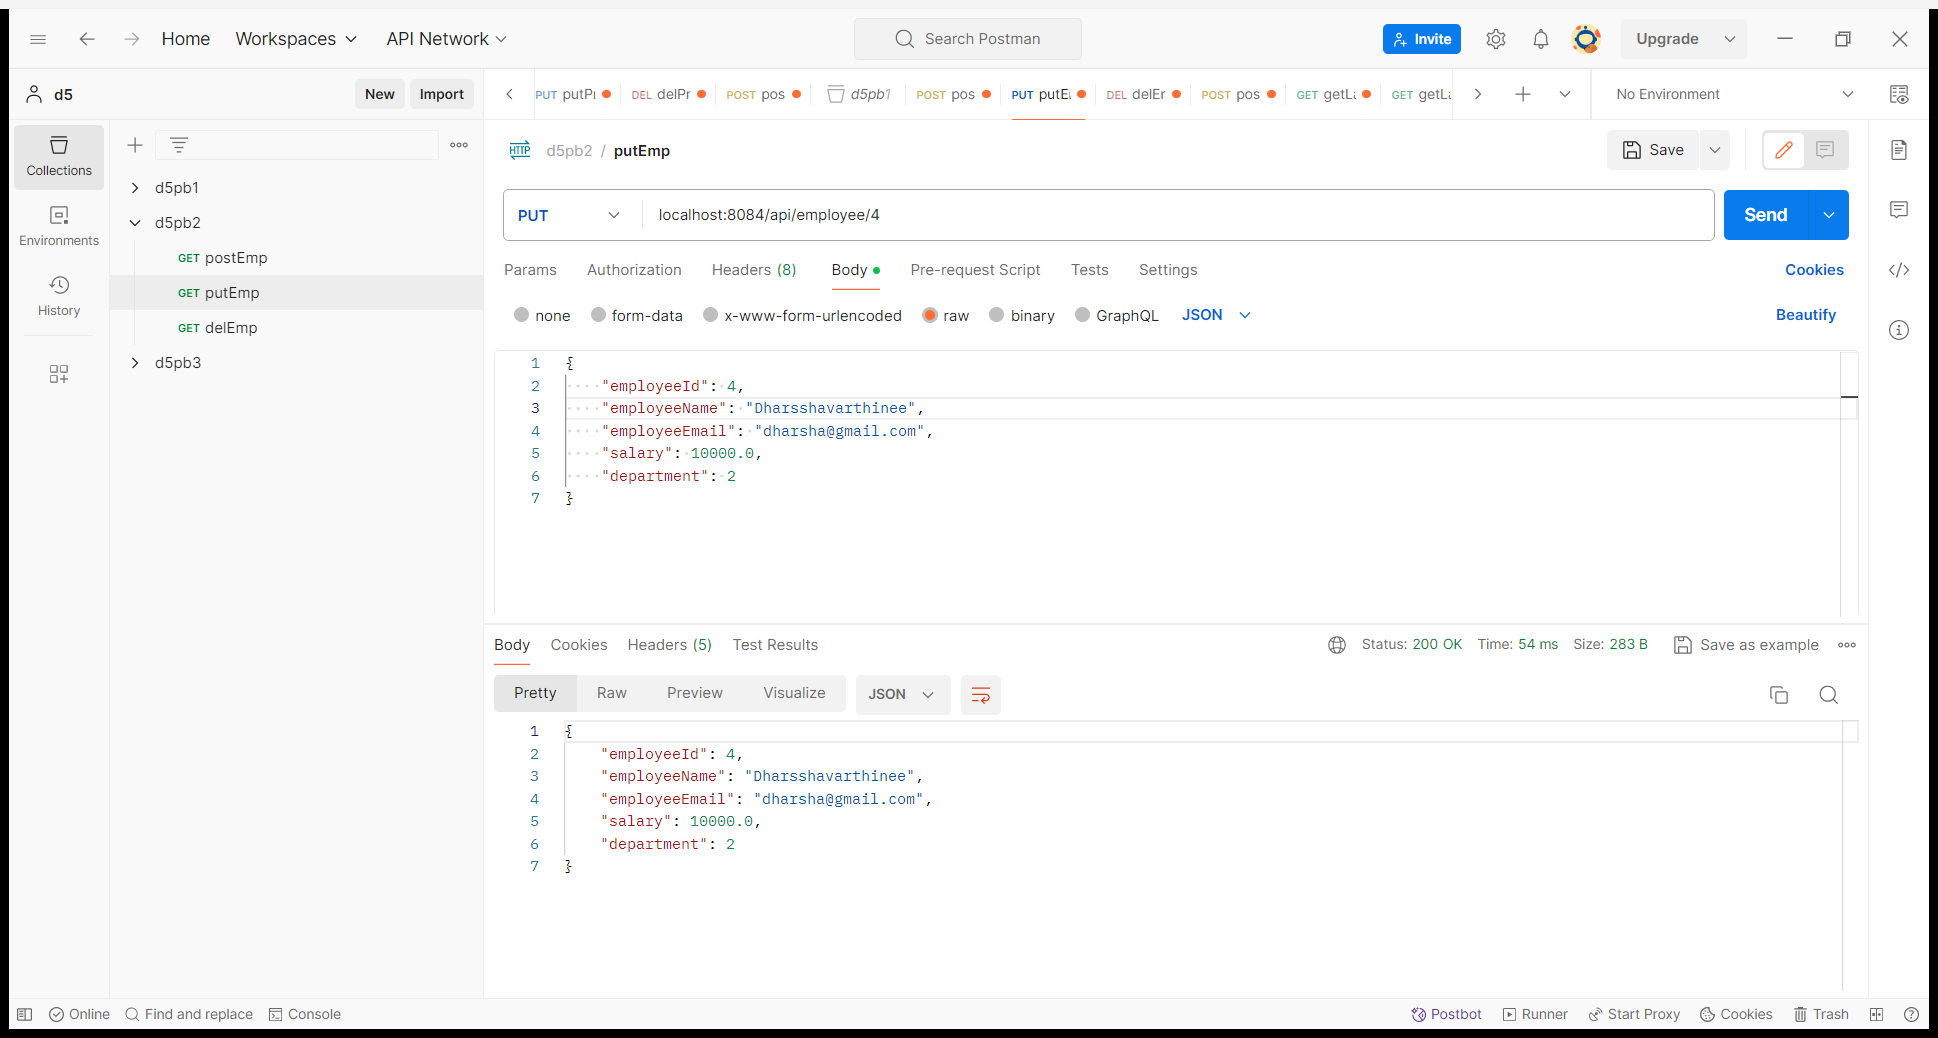 Home Workspaces API Network Search Postman Invite Upgrade
d5 New Import PUT putPr DEL delPr POST pos d5pb1 POST pos PUT putE DEL delEr POST pos GET getL GET getL No Environment
Collections
Environments
History
d5pb1
d5pb2
GET postEmp
GET putEmp
GET delEmp
d5pb3
HTTP d5pb2 / putEmp Save
PUT localhost:8084/api/employee/4 Send
Params Authorization Headers (8) Body Pre-request Script Tests Settings Cookies
none form-data x-www-form-urlencoded raw binary GraphQL JSON Beautify
1 {
2 "employeeId": 4,
3 "employeeName": "Dharsshavarthinee",
4 "employeeEmail": "dharsha@gmail.com",
5 "salary": 10000.0,
6 "department": 2
7 }
Body Cookies Headers (5) Test Results Status: 200 OK Time: 54 ms Size: 283 B Save as example
Pretty Raw Preview Visualize JSON
1 {
2 "employeeId": 4,
3 "employeeName": "Dharsshavarthinee",
4 "employeeEmail": "dharsha@gmail.com",
5 "salary": 10000.0,
6 "department": 2
7 }
Online Find and replace Console Postbot Runner Start Proxy Cookies Trash